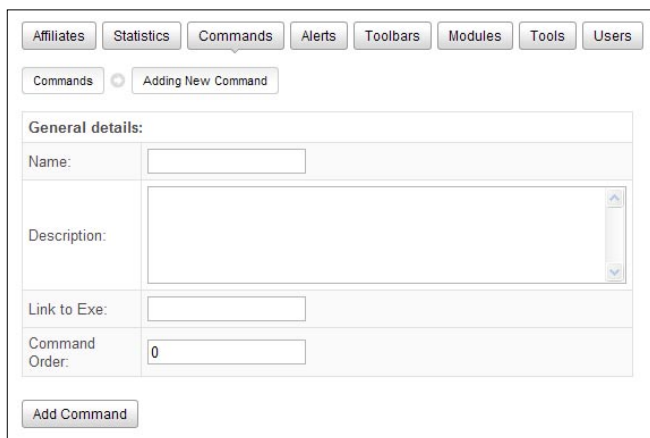 Affiliates Statistics Commands Alerts Toolbars Modules Tools Users
Commands Adding New Command
General details:
Name:
Description:
Link to Exe:
Command
Order:
0
Add Command